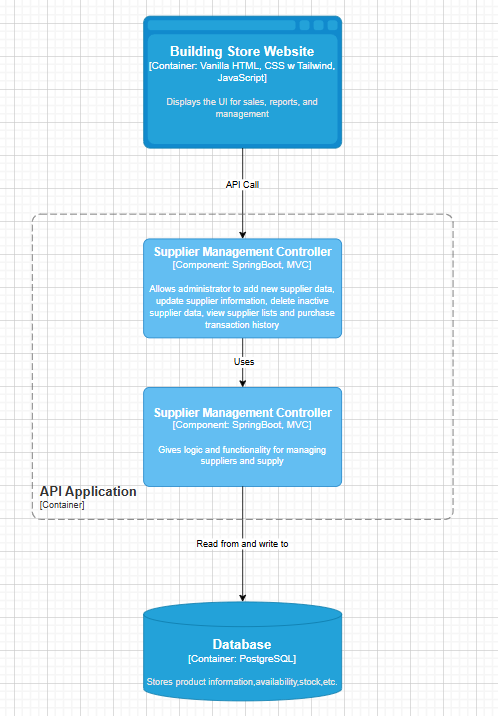 Building Store Website
[Container: Vanilla HTML, CSS w Tailwind,
JavaScript]
Displays the UI for sales, reports, and
management
API Call
Supplier Management Controller
[Component: SpringBoot, MVC]
Allows administrator to add new supplier data,
update supplier information, delete inactive
supplier data, view supplier lists and purchase
transaction history
Uses
Supplier Management Controller
[Component: SpringBoot, MVC]
Gives logic and functionality for managing
suppliers and supply
API Application
[Container]
Read from and write to
Database
[Container: PostgreSQL]
Stores product information,availability,stock,etc.